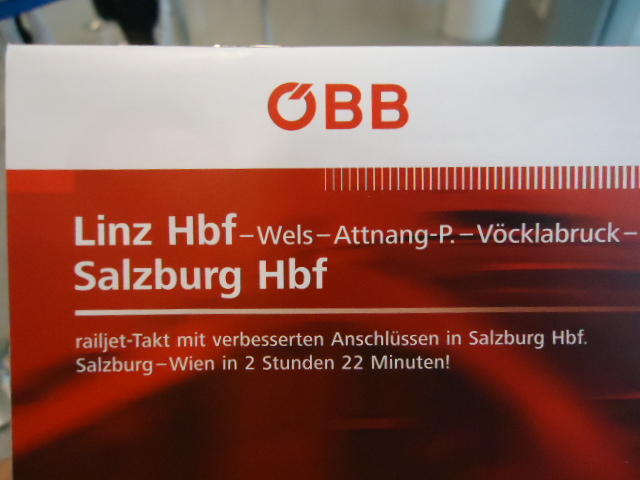 ÖBB
Linz Hbf–Wels–Attnang-P.–Vöcklabruck–
Salzburg Hbf
railjet-Takt mit verbesserten Anschlüssen in Salzburg Hbf.
Salzburg–Wien in 2 Stunden 22 Minuten!